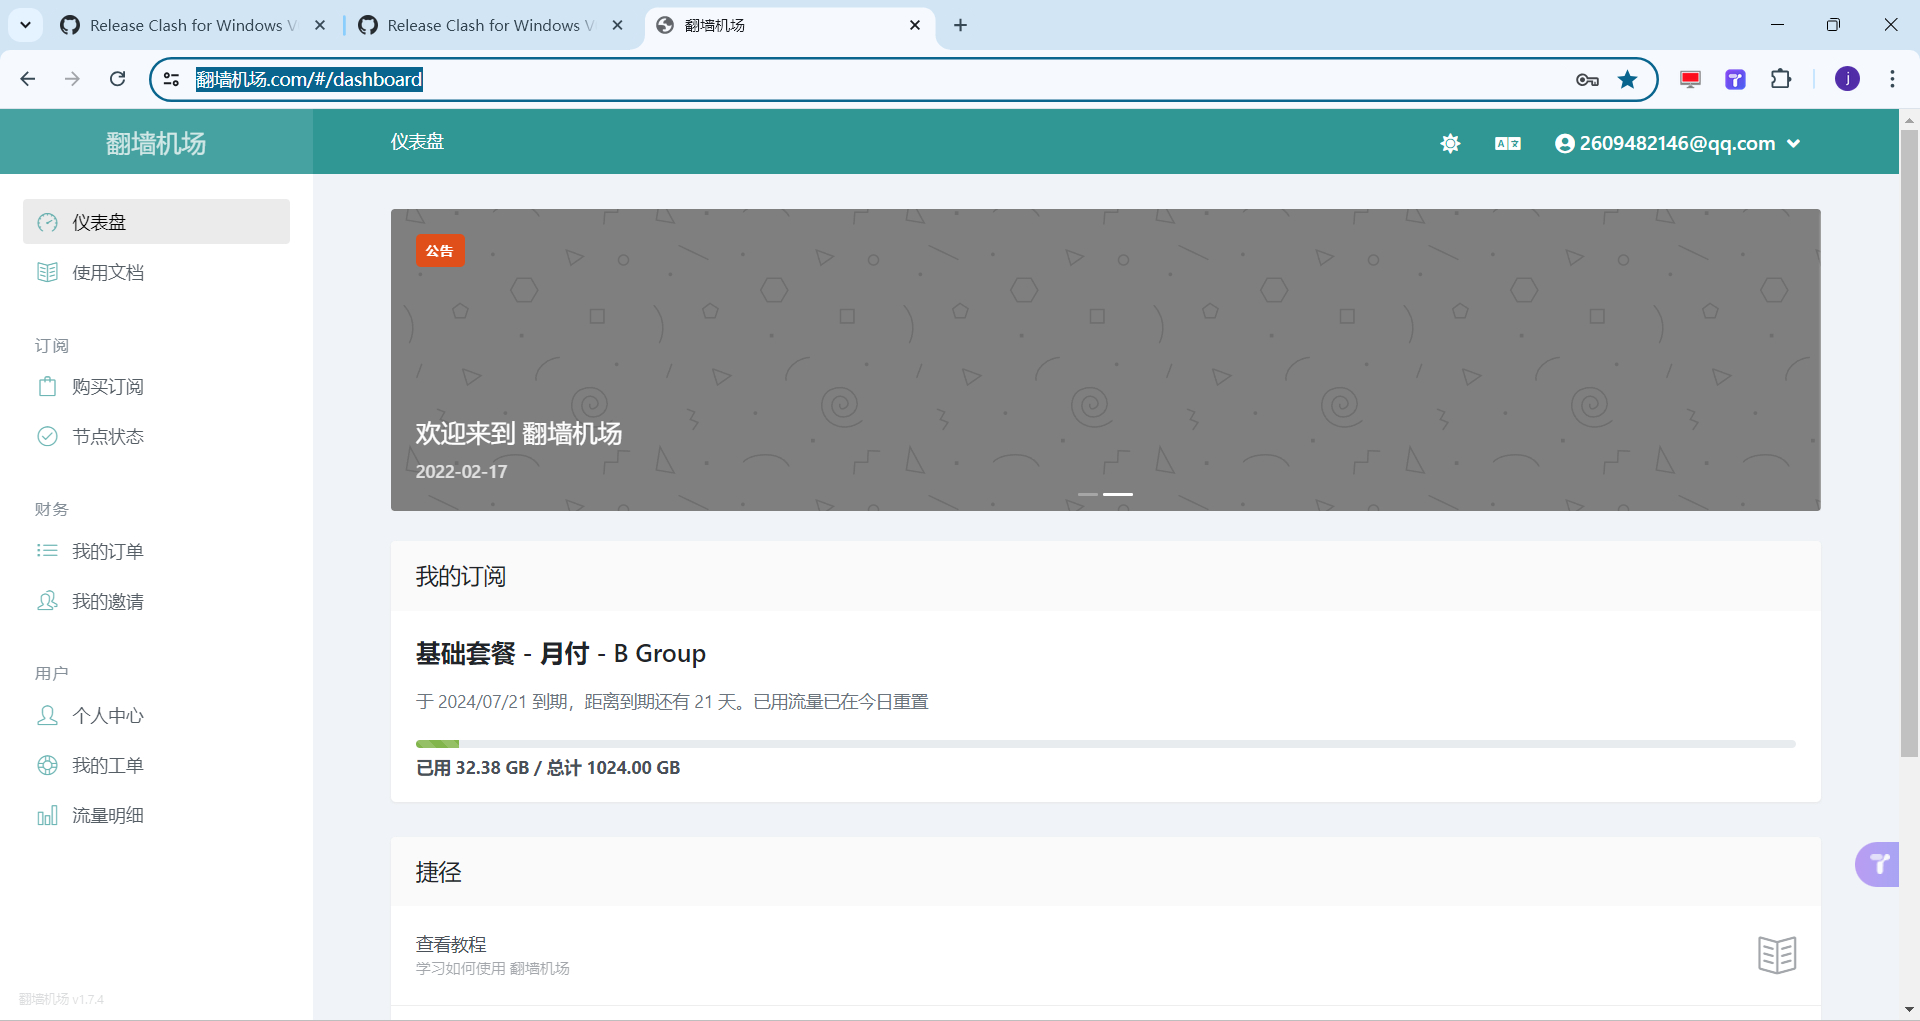 Release Clash for Windows V
Release Clash for Windows V
翻墙机场
翻墙机场.com/#/dashboard
j
翻墙机场
仪表盘
2609482146@qq.com
仪表盘
使用文档
订阅
购买订阅
节点状态
财务
我的订单
我的邀请
用户
个人中心
我的工单
流量明细
翻墙机场 v1.7.4
公告
欢迎来到 翻墙机场
2022-02-17
我的订阅
基础套餐 - 月付 - B Group
于 2024/07/21 到期，距离到期还有 21 天。已用流量已在今日重置
已用 32.38 GB / 总计 1024.00 GB
捷径
查看教程
学习如何使用 翻墙机场